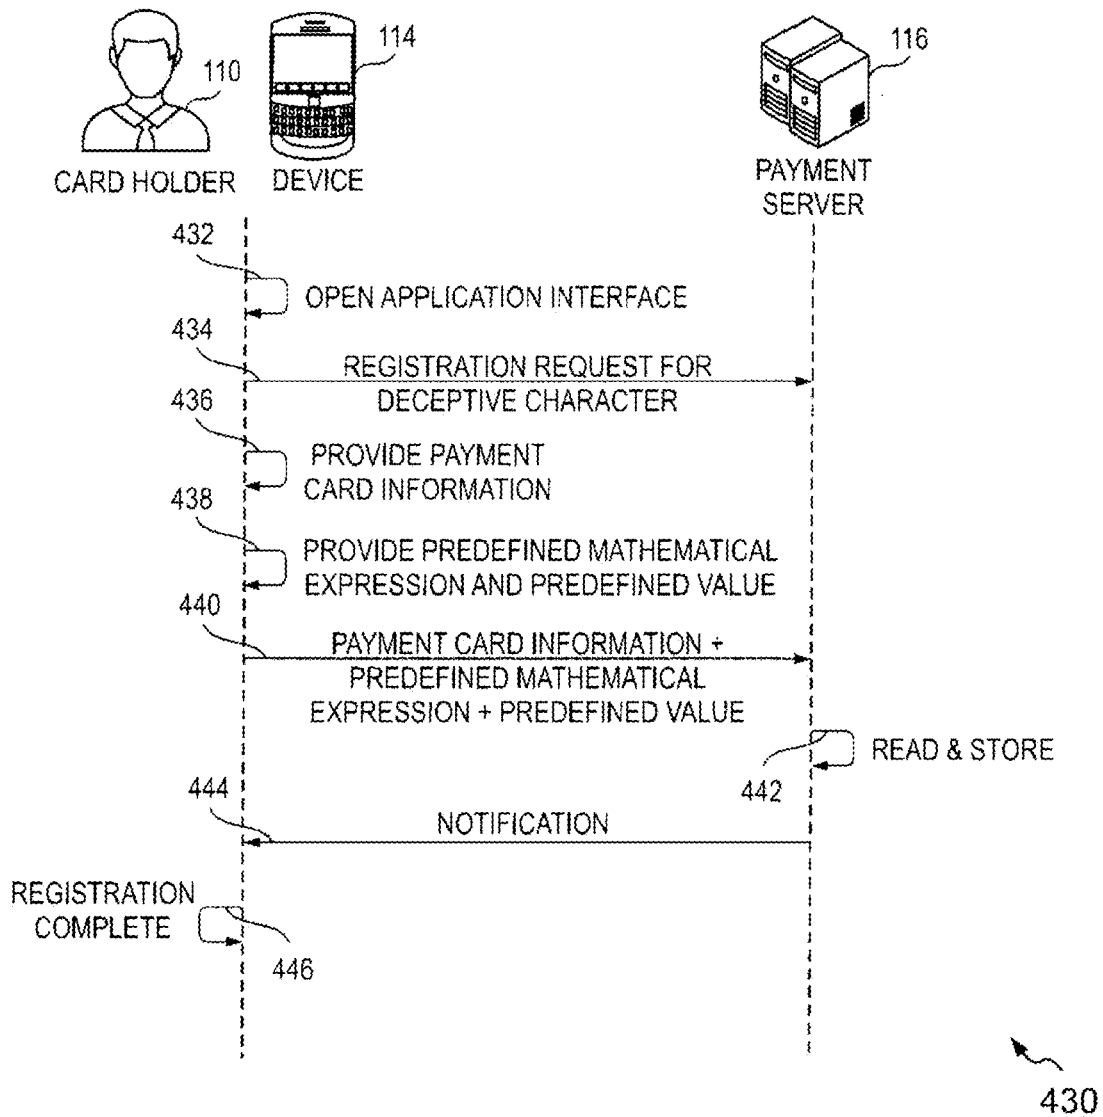 110
114
116
CARD HOLDER
DEVICE
PAYMENT
SERVER
432
OPEN APPLICATION INTERFACE
434
REGISTRATION REQUEST FOR
DECEPTIVE CHARACTER
436
PROVIDE PAYMENT
CARD INFORMATION
438
PROVIDE PREDEFINED MATHEMATICAL
EXPRESSION AND PREDEFINED VALUE
440
PAYMENT CARD INFORMATION +
PREDEFINED MATHEMATICAL
EXPRESSION + PREDEFINED VALUE
READ & STORE
442
444
NOTIFICATION
REGISTRATION
COMPLETE
446
430